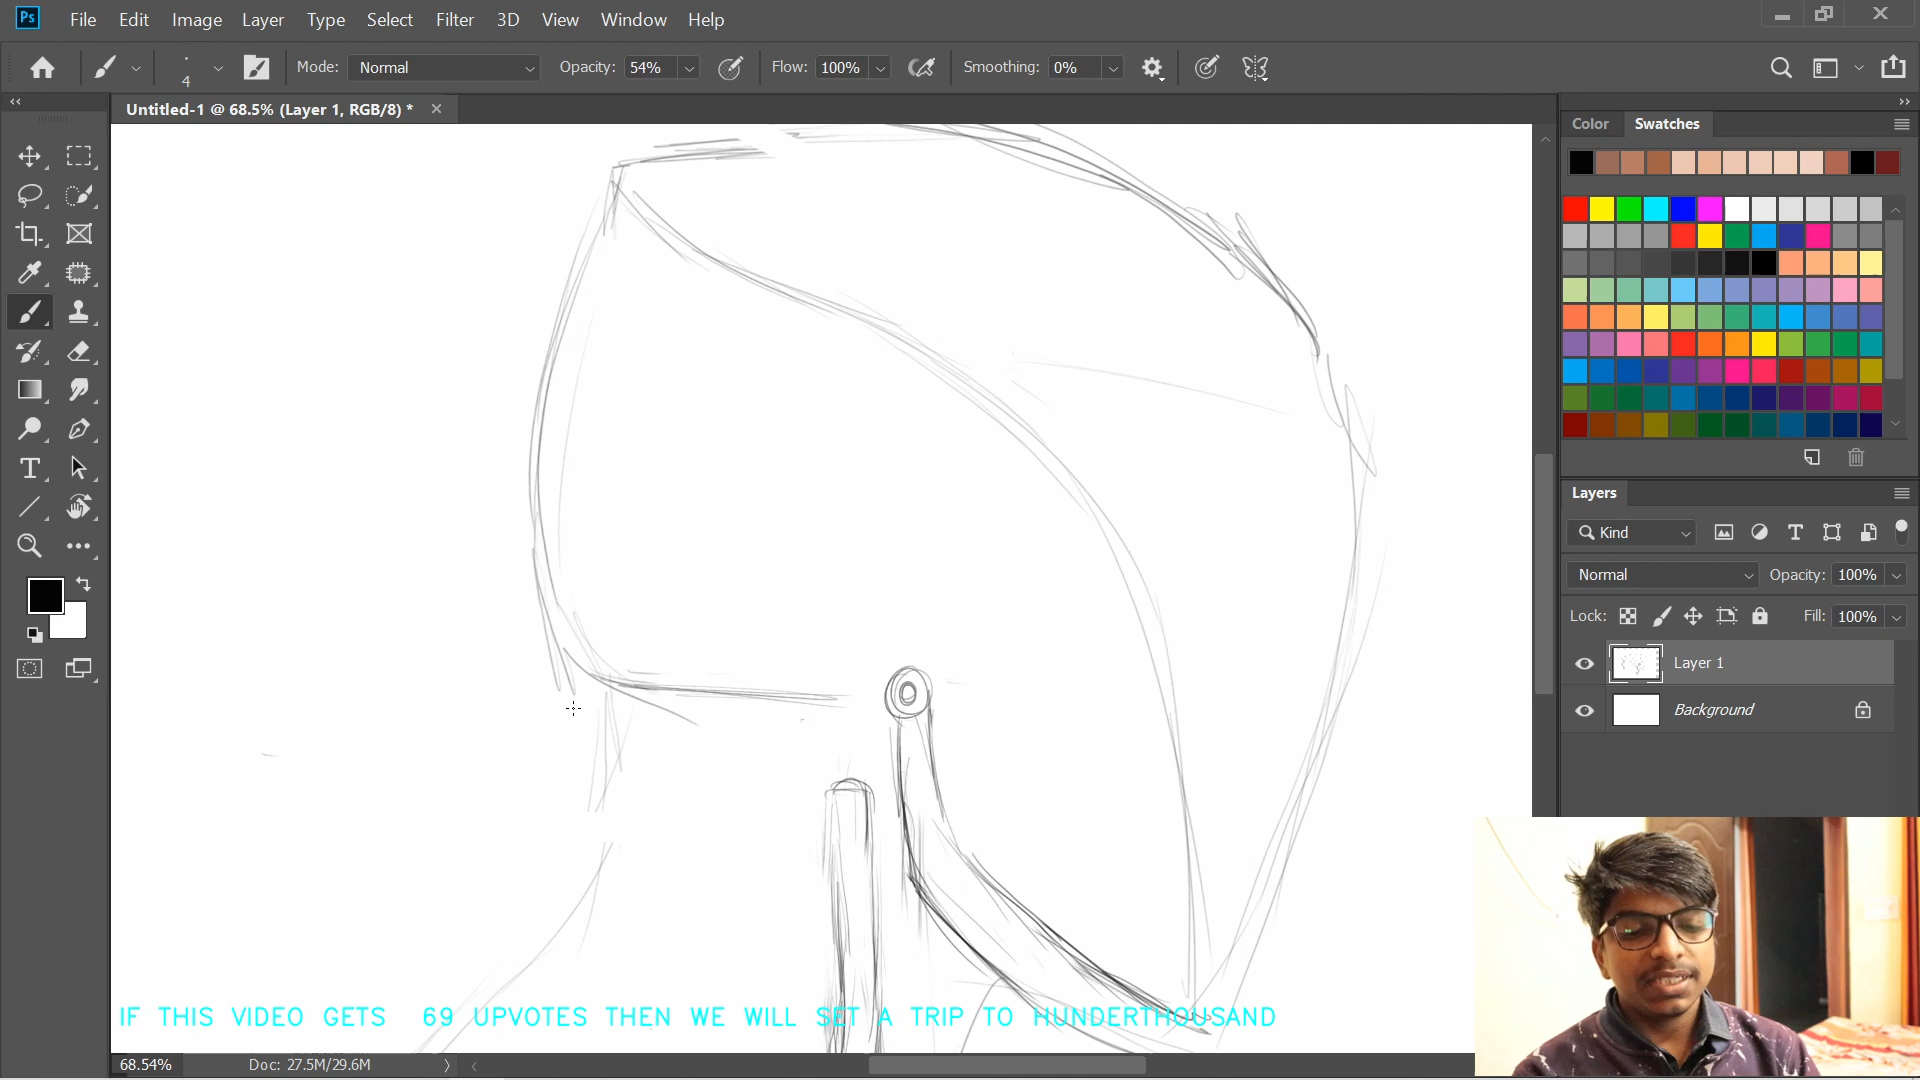 Ps File Edit Image Layer Type Select Filter 3D View Window Help
4 Mode: Normal Opacity: 54% Flow: 100% Smoothing: 0%
Untitled-1 @ 68.5% (Layer 1, RGB/8) *
Color Swatches
Layers
Kind
Normal Opacity: 100%
Lock: Fill: 100%
Layer 1
Background
IF THIS VIDEO GETS 69 UPVOTES THEN WE WILL SET A TRIP TO HUNDERTHOUSAND
68.54% Doc: 27.5M/29.6M